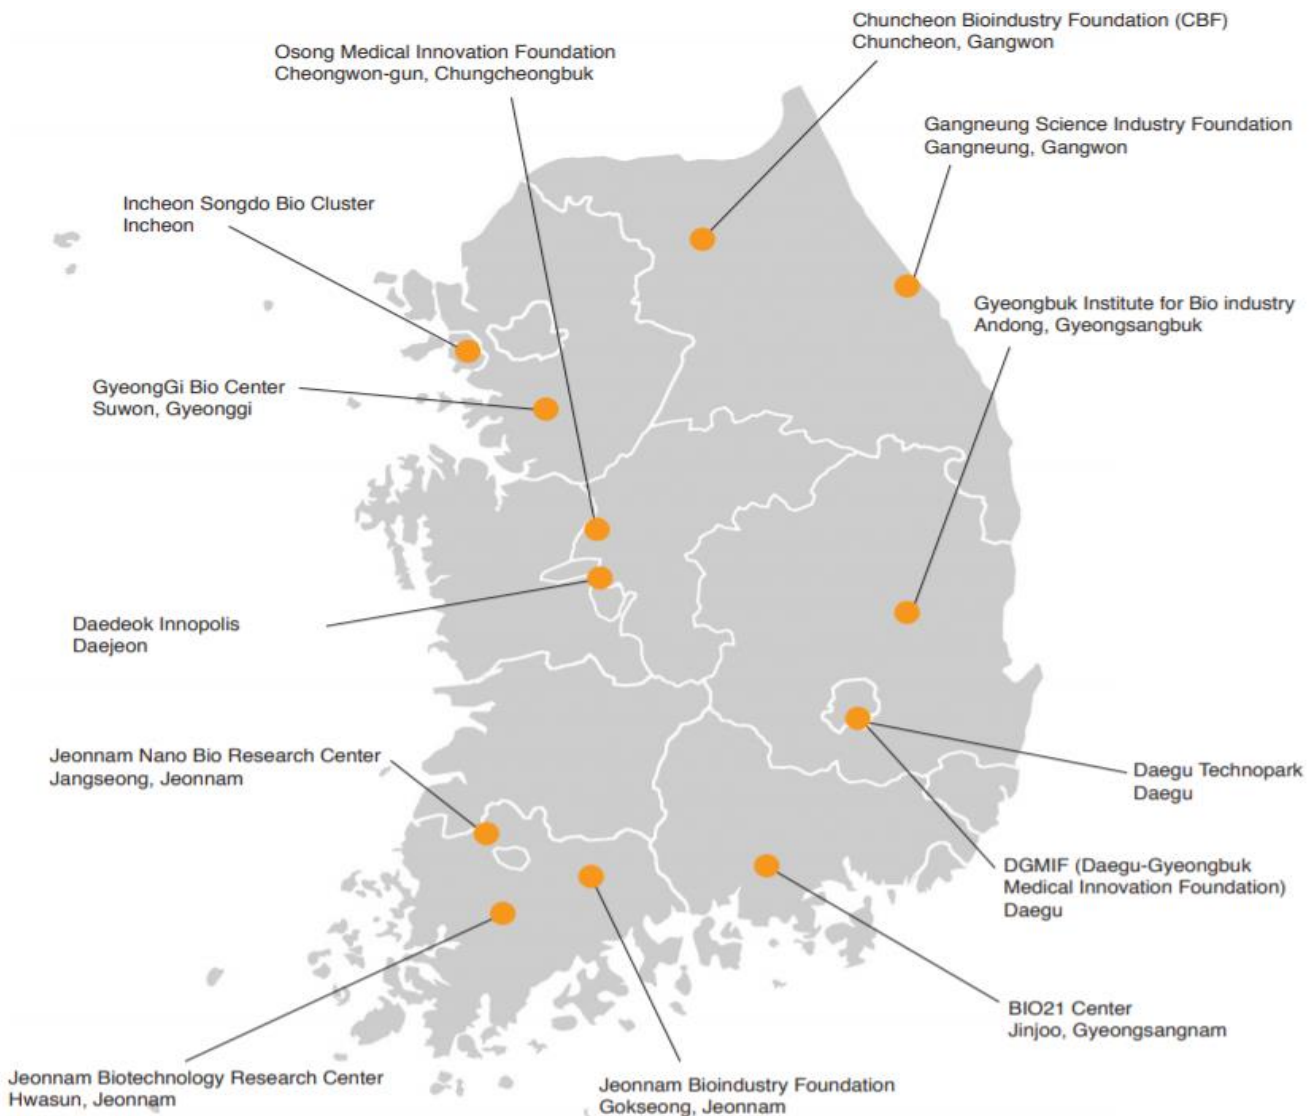 Chuncheon Bioindustry Foundation (CBF)
Chuncheon, Gangwon
Osong Medical Innovation Foundation
Cheongwon-gun, Chungcheongbuk
Gangneung Science Industry Foundation
Gangneung, Gangwon
Incheon Songdo Bio Cluster
Incheon
Gyeongbuk Institute for Bio industry
Andong, Gyeongsangbuk
GyeongGi Bio Center
Suwon, Gyeonggi
Daedeok Innopolis
Daejeon
Jeonnam Nano Bio Research Center
Jangseong, Jeonnam
Daegu Technopark
Daegu
DGMIF (Daegu-Gyeongbuk
Medical Innovation Foundation)
Daegu
BIO21 Center
Jinjoo, Gyeongsangnam
Jeonnam Biotechnology Research Center
Hwasun, Jeonnam
Jeonnam Bioindustry Foundation
Gokseong, Jeonnam